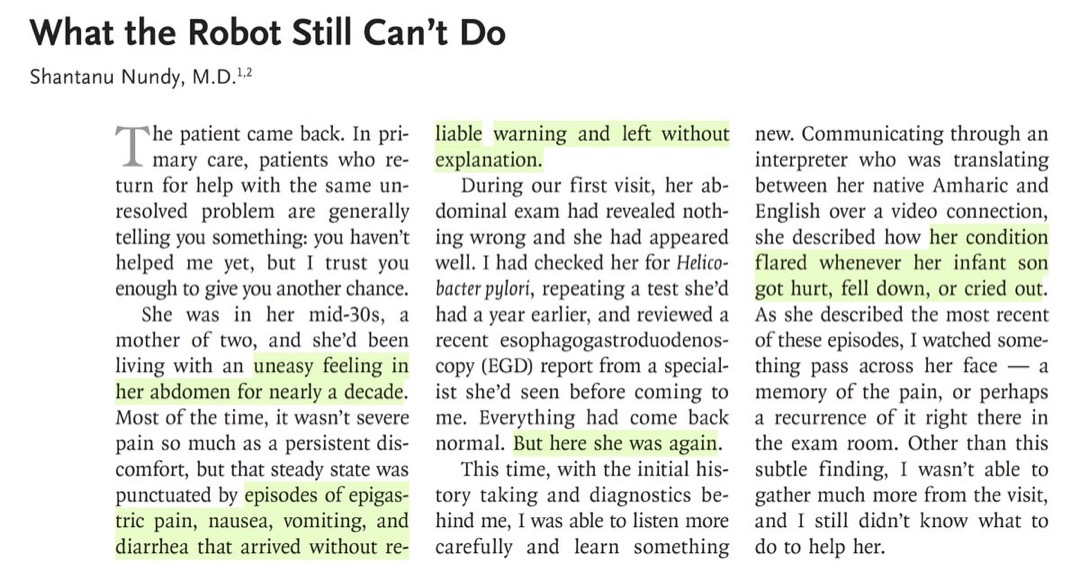 What the Robot Still Can't Do
Shantanu Nundy, M.D.1,2
The patient came back. In pri-
mary care, patients who re-
turn for help with the same un-
resolved problem are generally
telling you something: you haven't
helped me yet, but I trust you
enough to give you another chance.
She was in her mid-30s, a
mother of two, and she'd been
living with an uneasy feeling in
her abdomen for nearly a decade.
Most of the time, it wasn't severe
pain so much as a persistent dis-
comfort, but that steady state was
punctuated by episodes of epigas-
tric pain, nausea, vomiting, and
diarrhea that arrived without re-
liable warning and left without
explanation.
During our first visit, her ab-
dominal exam had revealed noth-
ing wrong and she had appeared
well. I had checked her for Helico-
bacter pylori, repeating a test she'd
had a year earlier, and reviewed a
recent esophagogastroduodenos-
copy (EGD) report from a special-
ist she'd seen before coming to
me. Everything had come back
normal. But here she was again.
This time, with the initial his-
tory taking and diagnostics be-
hind me, I was able to listen more
carefully and learn something
new. Communicating through an
interpreter who was translating
between her native Amharic and
English over a video connection,
she described how her condition
flared whenever her infant son
got hurt, fell down, or cried out.
As she described the most recent
of these episodes, I watched some-
thing pass across her face — a
memory of the pain, or perhaps
a recurrence of it right there in
the exam room. Other than this
subtle finding, I wasn't able to
gather much more from the visit,
and I still didn't know what to
do to help her.